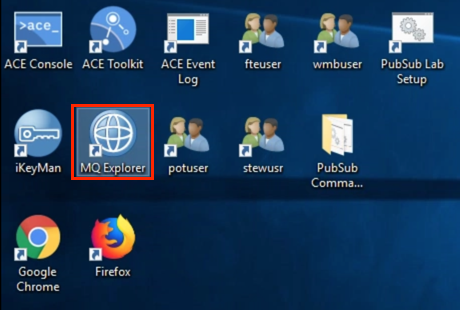 >ace_
ACE Console
ACE Toolkit
ACE Event
Log
fteuser
wmbuser
PubSub Lab
Setup
iKeyMan
MQ Explorer
potuser
stewusr
PubSub
Comma...
Google
Chrome
Firefox